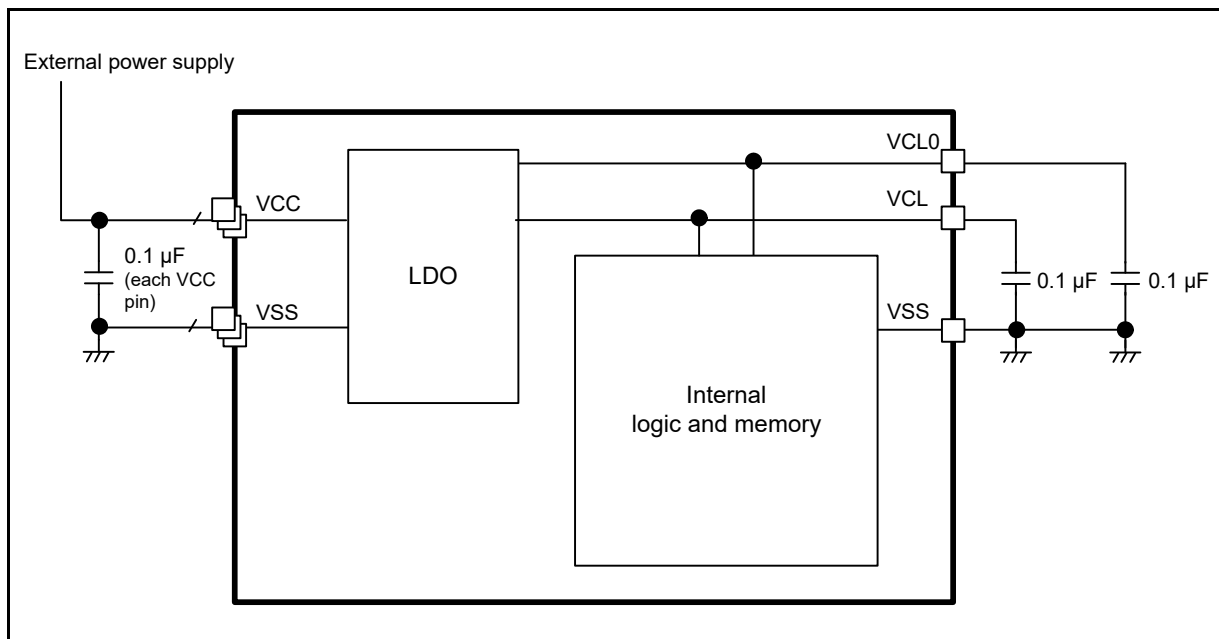 External power supply
VCL0
VCC
VCL
0.1 µF
(each VCC
pin)
LDO
0.1 µF
0.1 µF
VSS
VSS
Internal
logic and memory